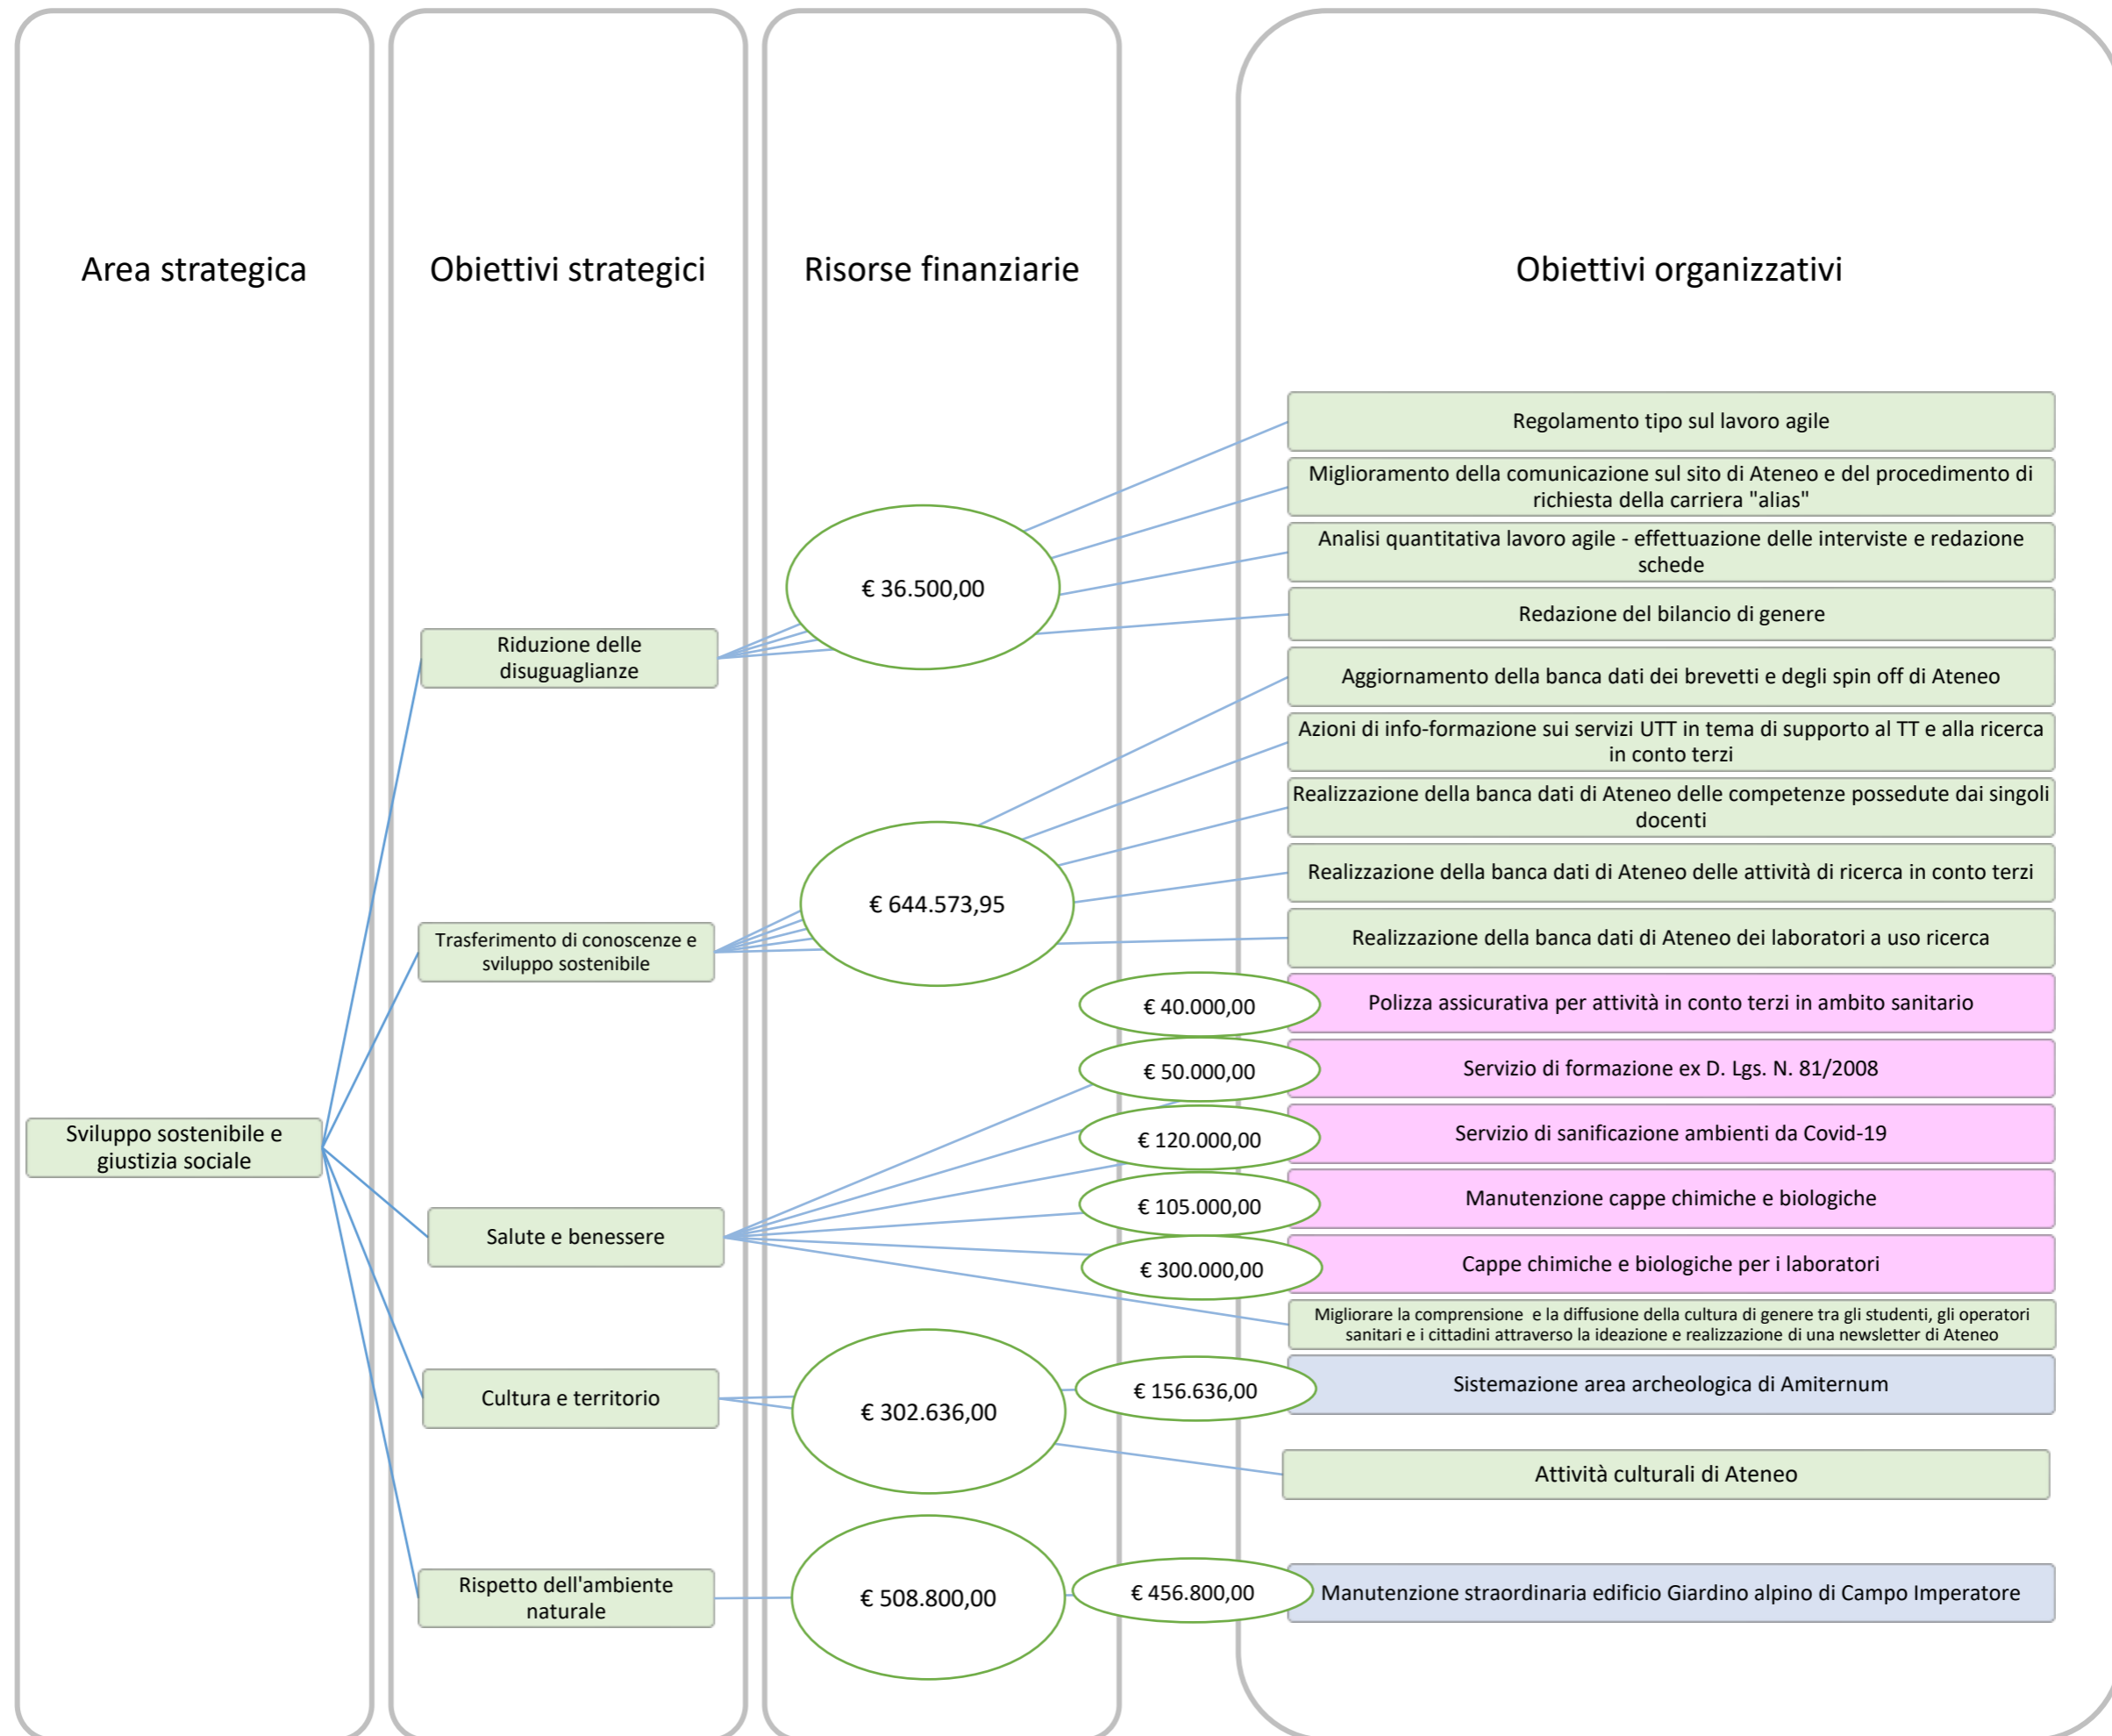 Area strategica
Obiettivi strategici
Risorse finanziarie
Obiettivi organizzativi
Sviluppo sostenibile e
giustizia sociale
Riduzione delle
disuguaglianze
€ 36.500,00
Regolamento tipo sul lavoro agile
Miglioramento della comunicazione sul sito di Ateneo e del procedimento di
richiesta della carriera "alias"
Analisi quantitativa lavoro agile - effettuazione delle interviste e redazione
schede
Redazione del bilancio di genere
Trasferimento di conoscenze e
sviluppo sostenibile
€ 644.573,95
Aggiornamento della banca dati dei brevetti e degli spin off di Ateneo
Azioni di info-formazione sui servizi UTT in tema di supporto al TT e alla ricerca
in conto terzi
Realizzazione della banca dati di Ateneo delle competenze possedute dai singoli
docenti
Realizzazione della banca dati di Ateneo delle attività di ricerca in conto terzi
Realizzazione della banca dati di Ateneo dei laboratori a uso ricerca
Salute e benessere
€ 40.000,00
Polizza assicurativa per attività in conto terzi in ambito sanitario
€ 50.000,00
Servizio di formazione ex D. Lgs. N. 81/2008
€ 120.000,00
Servizio di sanificazione ambienti da Covid-19
€ 105.000,00
Manutenzione cappe chimiche e biologiche
€ 300.000,00
Cappe chimiche e biologiche per i laboratori
Migliorare la comprensione  e la diffusione della cultura di genere tra gli studenti, gli operatori
sanitari e i cittadini attraverso la ideazione e realizzazione di una newsletter di Ateneo
Cultura e territorio
€ 302.636,00
€ 156.636,00
Sistemazione area archeologica di Amiternum
Attività culturali di Ateneo
Rispetto dell'ambiente
naturale
€ 508.800,00
€ 456.800,00
Manutenzione straordinaria edificio Giardino alpino di Campo Imperatore